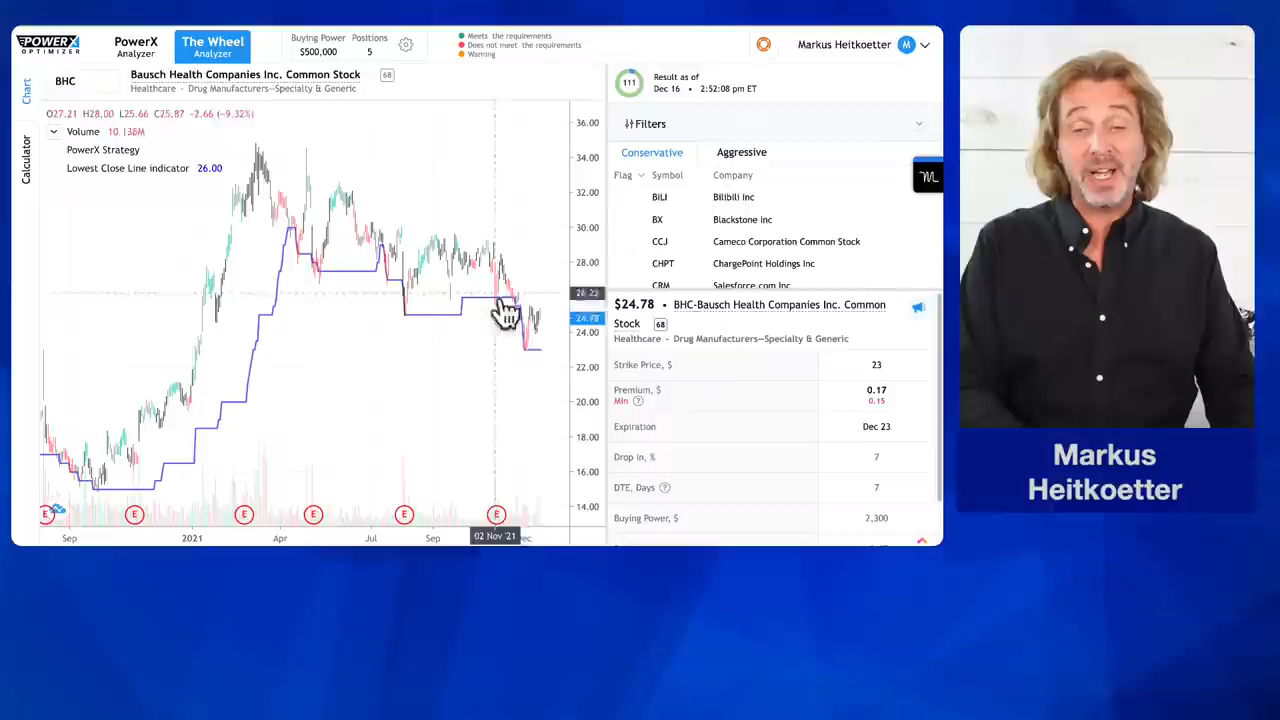 POWERX
OPTIMIZER
PowerX
Analyzer
The Wheel
Analyzer
Buying Power
$500,000
Positions
5
Meets the requirements
Does not meet the requirements
Warning
Markus Heitkoetter
M
Chart
Calculator
BHC
Bausch Health Companies Inc. Common Stock
68
Healthcare - Drug Manufacturers—Specialty & Generic
O27.21 H28.00 L25.66 C25.87 -2.66 (-9.32%)
Volume
PowerX Strategy
Lowest Close Line indicator 26.00
36.00
34.00
32.00
30.00
28.00
24.78
24.00
22.00
20.00
18.00
16.00
14.00
E
E
E
E
E
E
Sep
2021
Apr
Jul
Sep
02 Nov '21
111
Result as of
Dec 16 • 2:52:08 pm ET
Filters
Conservative
Aggressive
Flag
Symbol
Company
BILI
Bilibili Inc
BX
Blackstone Inc
CCJ
Cameco Corporation Common Stock
CHPT
ChargePoint Holdings Inc
CRM
Salesforce.com Inc
$24.78 • BHC-Bausch Health Companies Inc. Common
Stock 68
Healthcare - Drug Manufacturers—Specialty & Generic
Strike Price, $
23
Premium, $
0.17
Min ?
0.15
Expiration
Dec 23
Drop in, %
7
DTE, Days ?
7
Buying Power, $
2,300
Markus
Heitkoetter